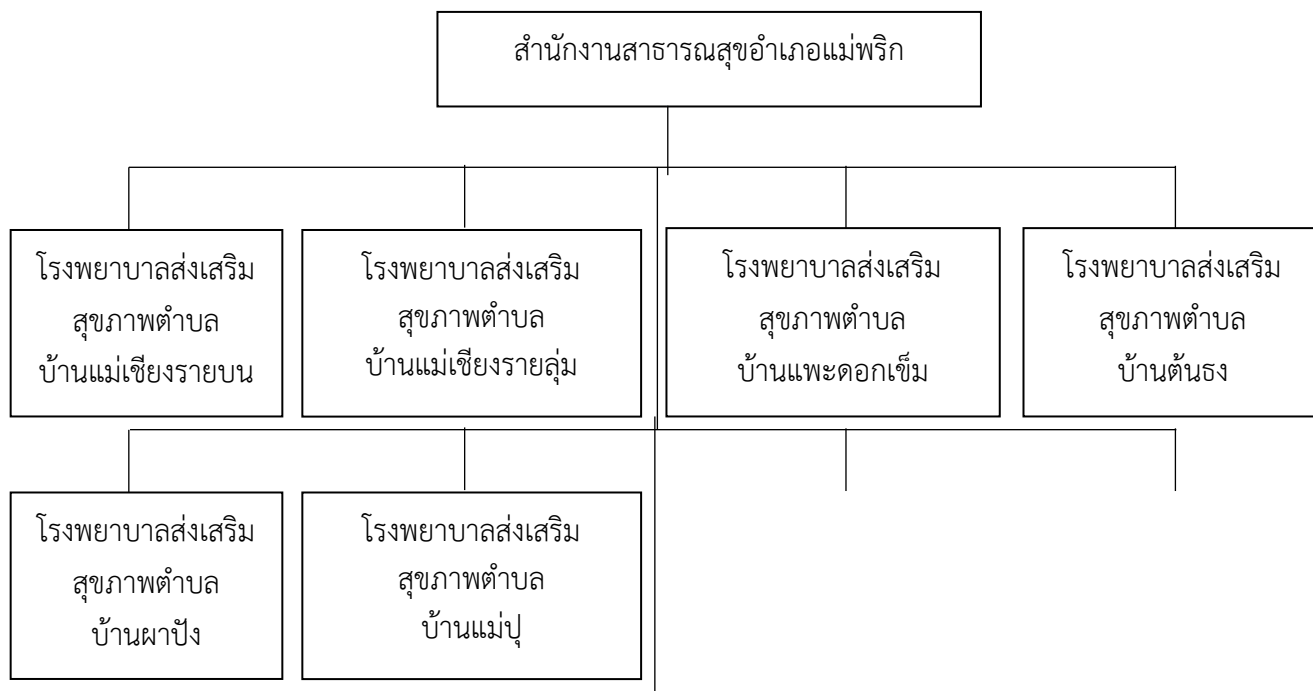 สำนักงานสาธารณสุขอำเภอแม่พริก
โรงพยาบาลส่งเสริม
สุขภาพตำบล
บ้านแม่เชียงรายบน
โรงพยาบาลส่งเสริม
สุขภาพตำบล
บ้านแม่เชียงรายลุ่ม
โรงพยาบาลส่งเสริม
สุขภาพตำบล
บ้านแพะดอกเข็ม
โรงพยาบาลส่งเสริม
สุขภาพตำบล
บ้านต้นธง
โรงพยาบาลส่งเสริม
สุขภาพตำบล
บ้านผาปัง
โรงพยาบาลส่งเสริม
สุขภาพตำบล
บ้านแม่ปุ